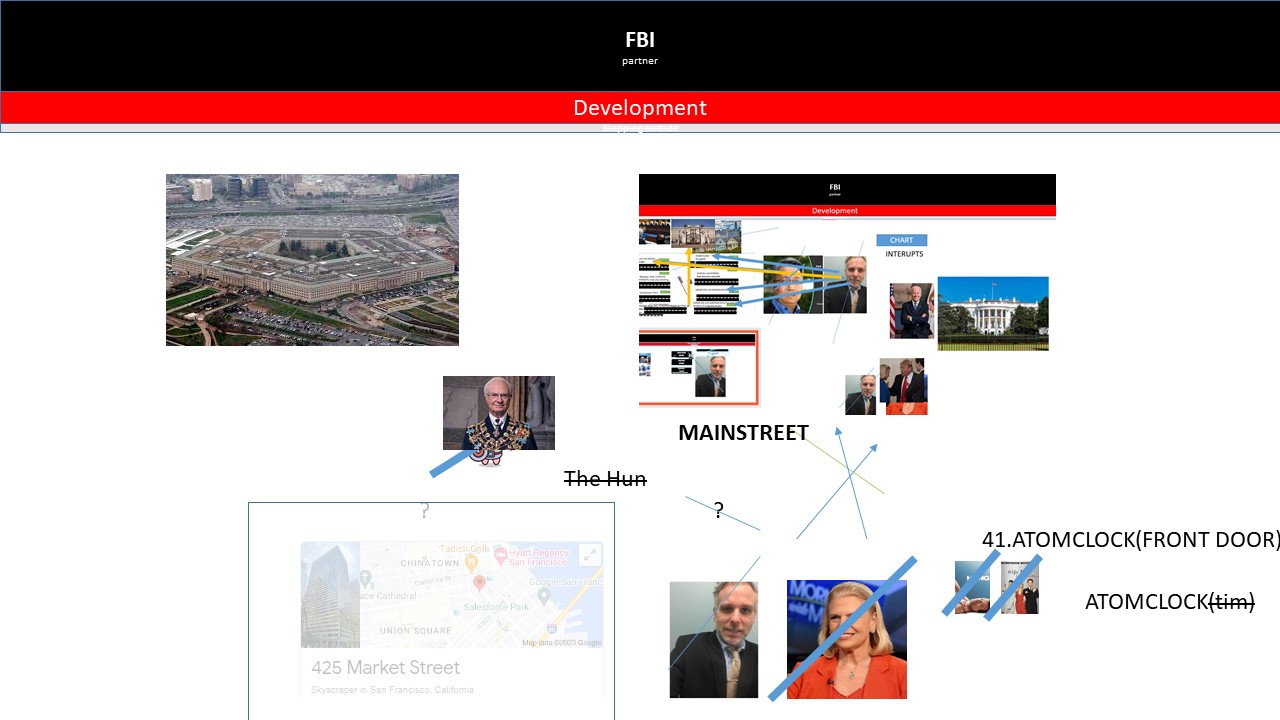 FBI
partner
Development
FBI
partner
Development
CHART
INTERUPTS
MAINSTREET
The Hun
?
?
41.ATOMCLOCK(FRONT DOOR)
ATOMCLOCK(tim)
Tadich Grill
Hyatt Regency
San Francisco
CHINATOWN
California St
Google San Franc
ace Cathedral
Salesforce Park
UNION SQUARE
Map data ©2023 Google
425 Market Street
Skyscraper in San Francisco, California